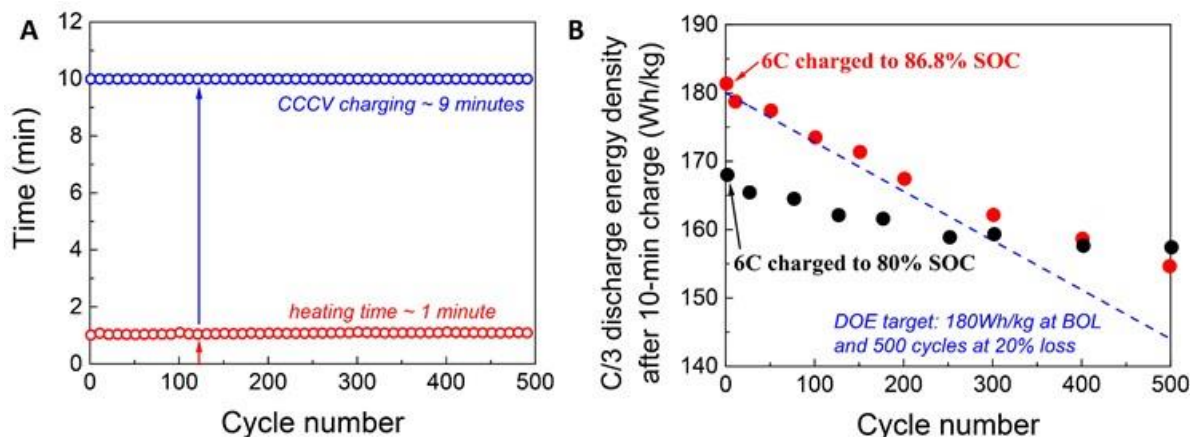 A
12
10
8
6
4
2
0
Time (min)
CCCV charging ~ 9 minutes
heating time ~ 1 minute
0 100 200 300 400 500
Cycle number
B
190
180
170
160
150
140
C/3 discharge energy density
after 10-min charge (Wh/kg)
6C charged to 86.8% SOC
6C charged to 80% SOC
DOE target: 180Wh/kg at BOL
and 500 cycles at 20% loss
0 100 200 300 400 500
Cycle number